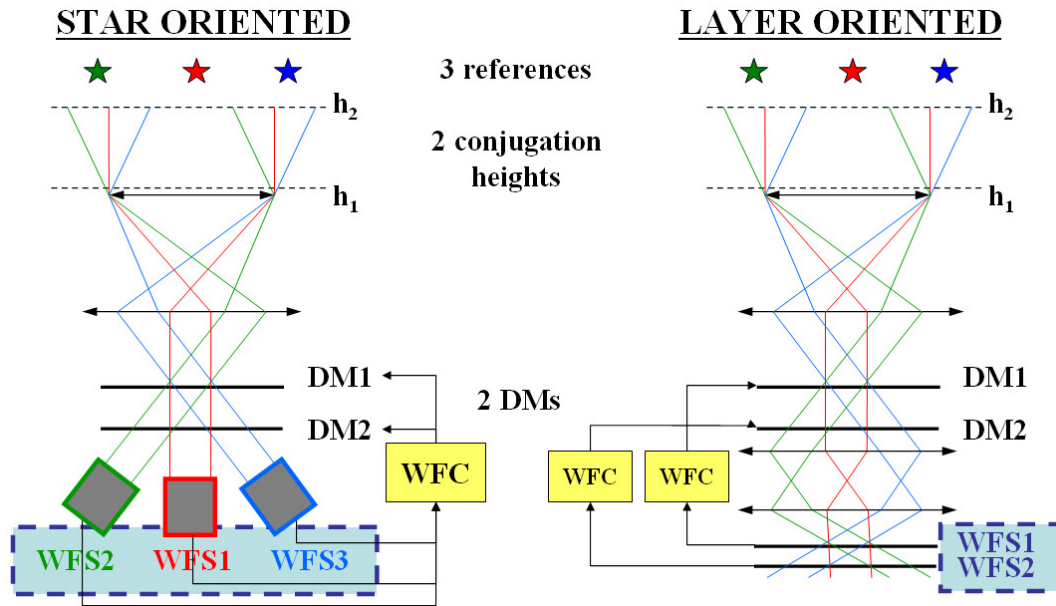 STAR ORIENTED
LAYER ORIENTED
3 references
h2
h2
2 conjugation
heights
h1
h1
DM1
DM1
2 DMs
DM2
DM2
WFC
WFC
WFC
WFS2
WFS1
WFS3
WFS1
WFS2